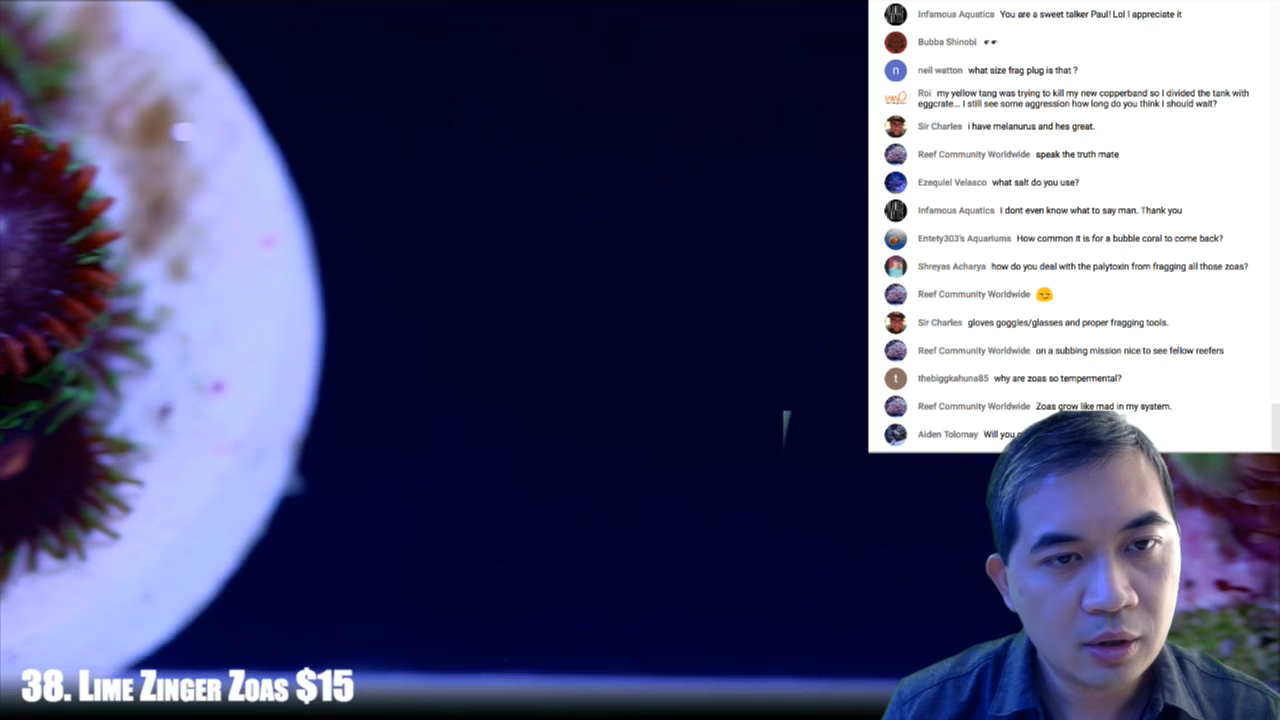 Infamous Aquatics You are a sweet talker Paul! Lol I appreciate it
Bubba Shinobi 👀
n neil watton what size frag plug is that ?
Roi my yellow tang was trying to kill my new copperband so I divided the tank with
eggcrate... I still see some aggression how long do you think I should wait?
Sir Charles i have melanurus and hes great.
Reef Community Worldwide speak the truth mate
Ezequiel Velasco what salt do you use?
Infamous Aquatics I dont even know what to say man. Thank you
Entety303's Aquariums How common it is for a bubble coral to come back?
Shreyas Acharya how do you deal with the palytoxin from fragging all those zoas?
Reef Community Worldwide 😏
Sir Charles gloves goggles/glasses and proper fragging tools.
Reef Community Worldwide on a subbing mission nice to see fellow reefers
t thebiggkahuna85 why are zoas so tempermental?
Reef Community Worldwide Zoas grow like mad in my system.
Aiden Tolomay Will you
38. LIME ZINGER ZOAS $15